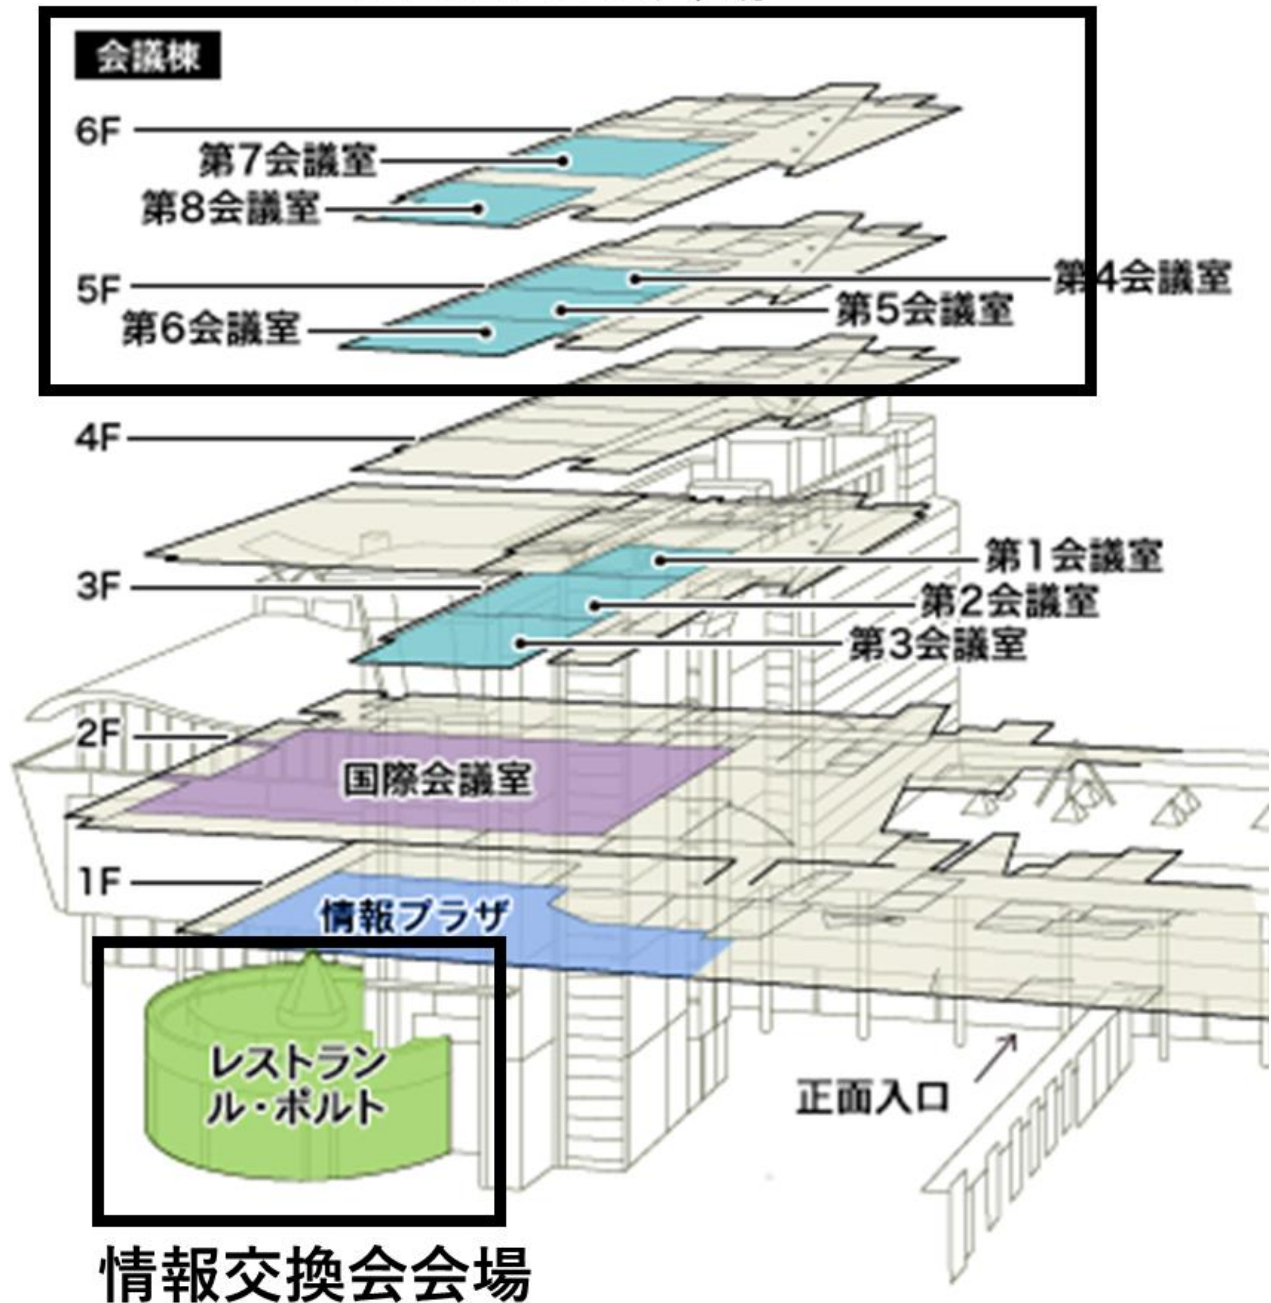 会議棟
6F
第7会議室
第8会議室
5F
第4会議室
第5会議室
第6会議室
4F
3F
第1会議室
第2会議室
第3会議室
2F
国際会議室
1F
情報プラザ
レストラン
ル・ポルト
正面入口
情報交換会会場